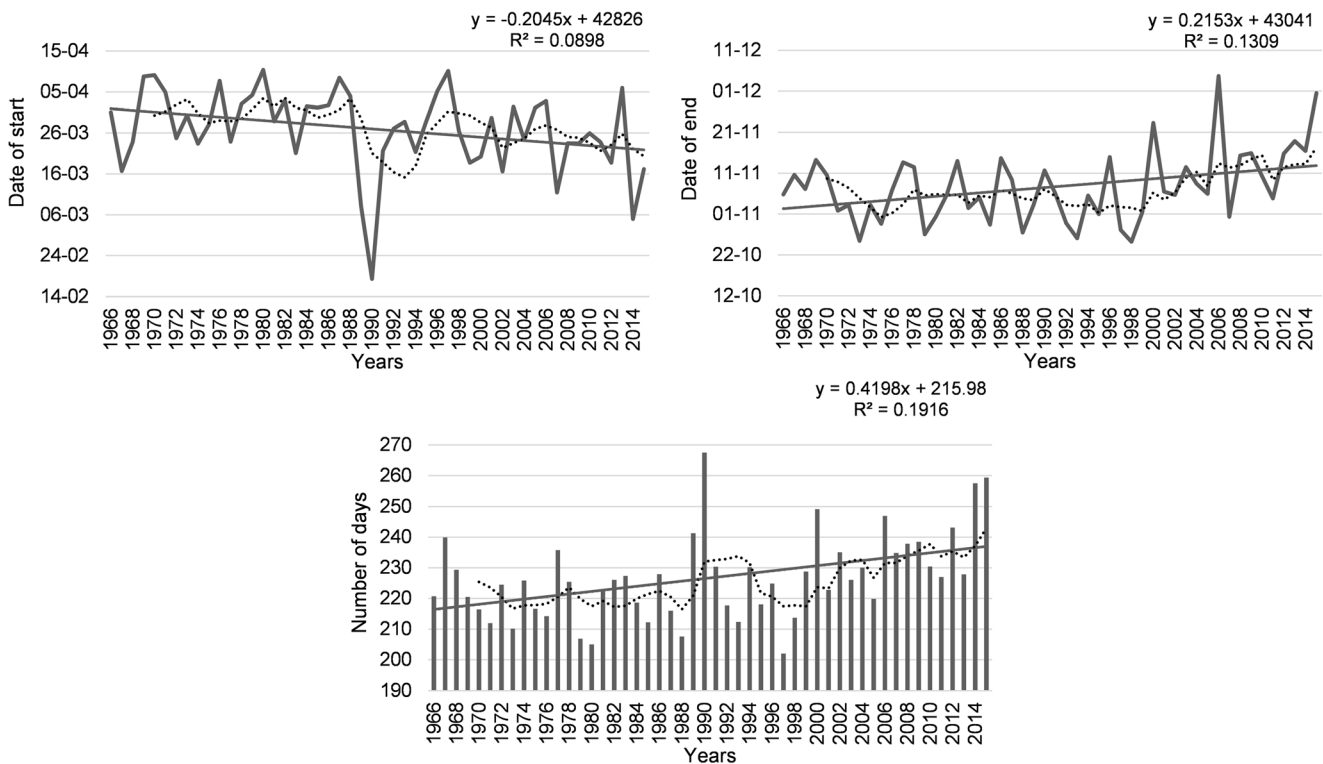 y = -0.2045x + 42826
R² = 0.0898
15-04
05-04
26-03
16-03
06-03
24-02
14-02
Date of start
1966 1968 1970 1972 1974 1976 1978 1980 1982 1984 1986 1988 1990 1992 1994 1996 1998 2000 2002 2004 2006 2008 2010 2012 2014
Years
y = 0.2153x + 43041
R² = 0.1309
11-12
01-12
21-11
11-11
01-11
22-10
12-10
Date of end
1966 1968 1970 1972 1974 1976 1978 1980 1982 1984 1986 1988 1990 1992 1994 1996 1998 2000 2002 2004 2006 2008 2010 2012 2014
Years
y = 0.4198x + 215.98
R² = 0.1916
270
260
250
240
230
220
210
200
190
Number of days
1966 1968 1970 1972 1974 1976 1978 1980 1982 1984 1986 1988 1990 1992 1994 1996 1998 2000 2002 2004 2006 2008 2010 2012 2014
Years